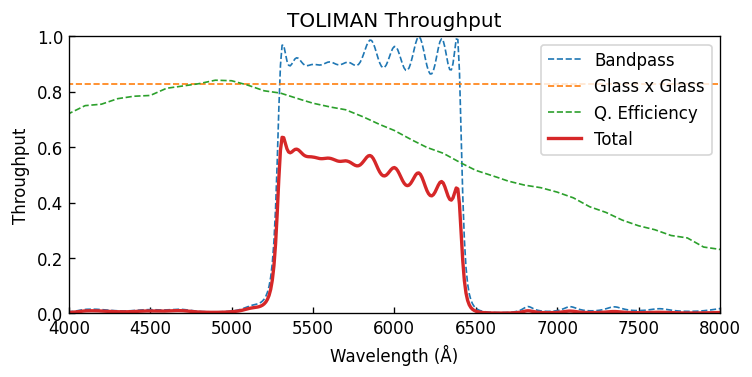 TOLIMAN Throughput
Throughput
1.0
0.8
0.6
0.4
0.2
0.0
Bandpass
Glass x Glass
Q. Efficiency
Total
4000 4500 5000 5500 6000 6500 7000 7500 8000
Wavelength (Å)